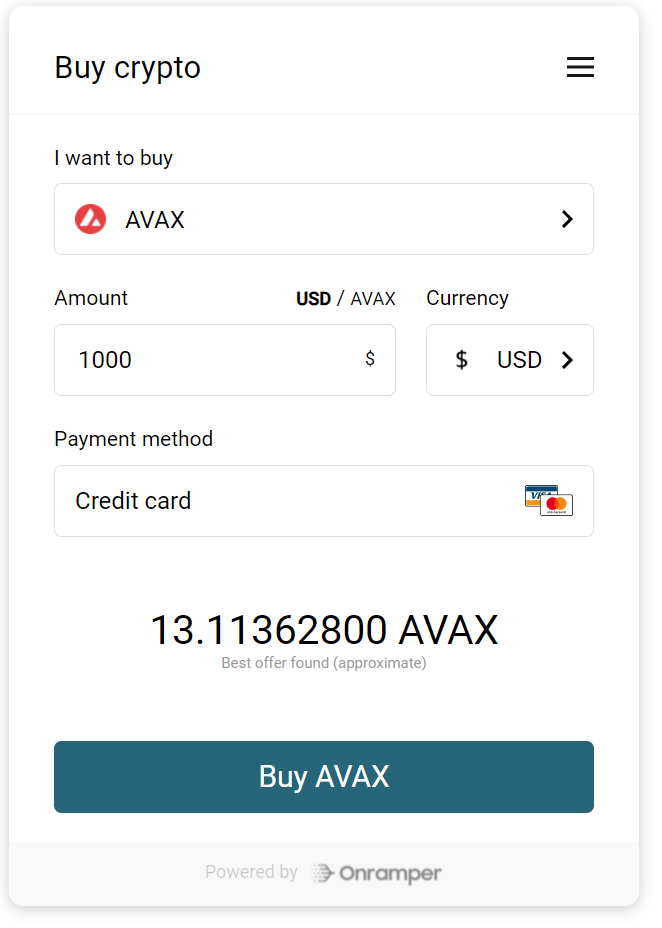 Buy crypto
I want to buy
AVAX
Amount USD / AVAX Currency
1000 $ $ USD
Payment method
Credit card VISA
13.11362800 AVAX
Best offer found (approximate)
Buy AVAX
Powered by Onramper